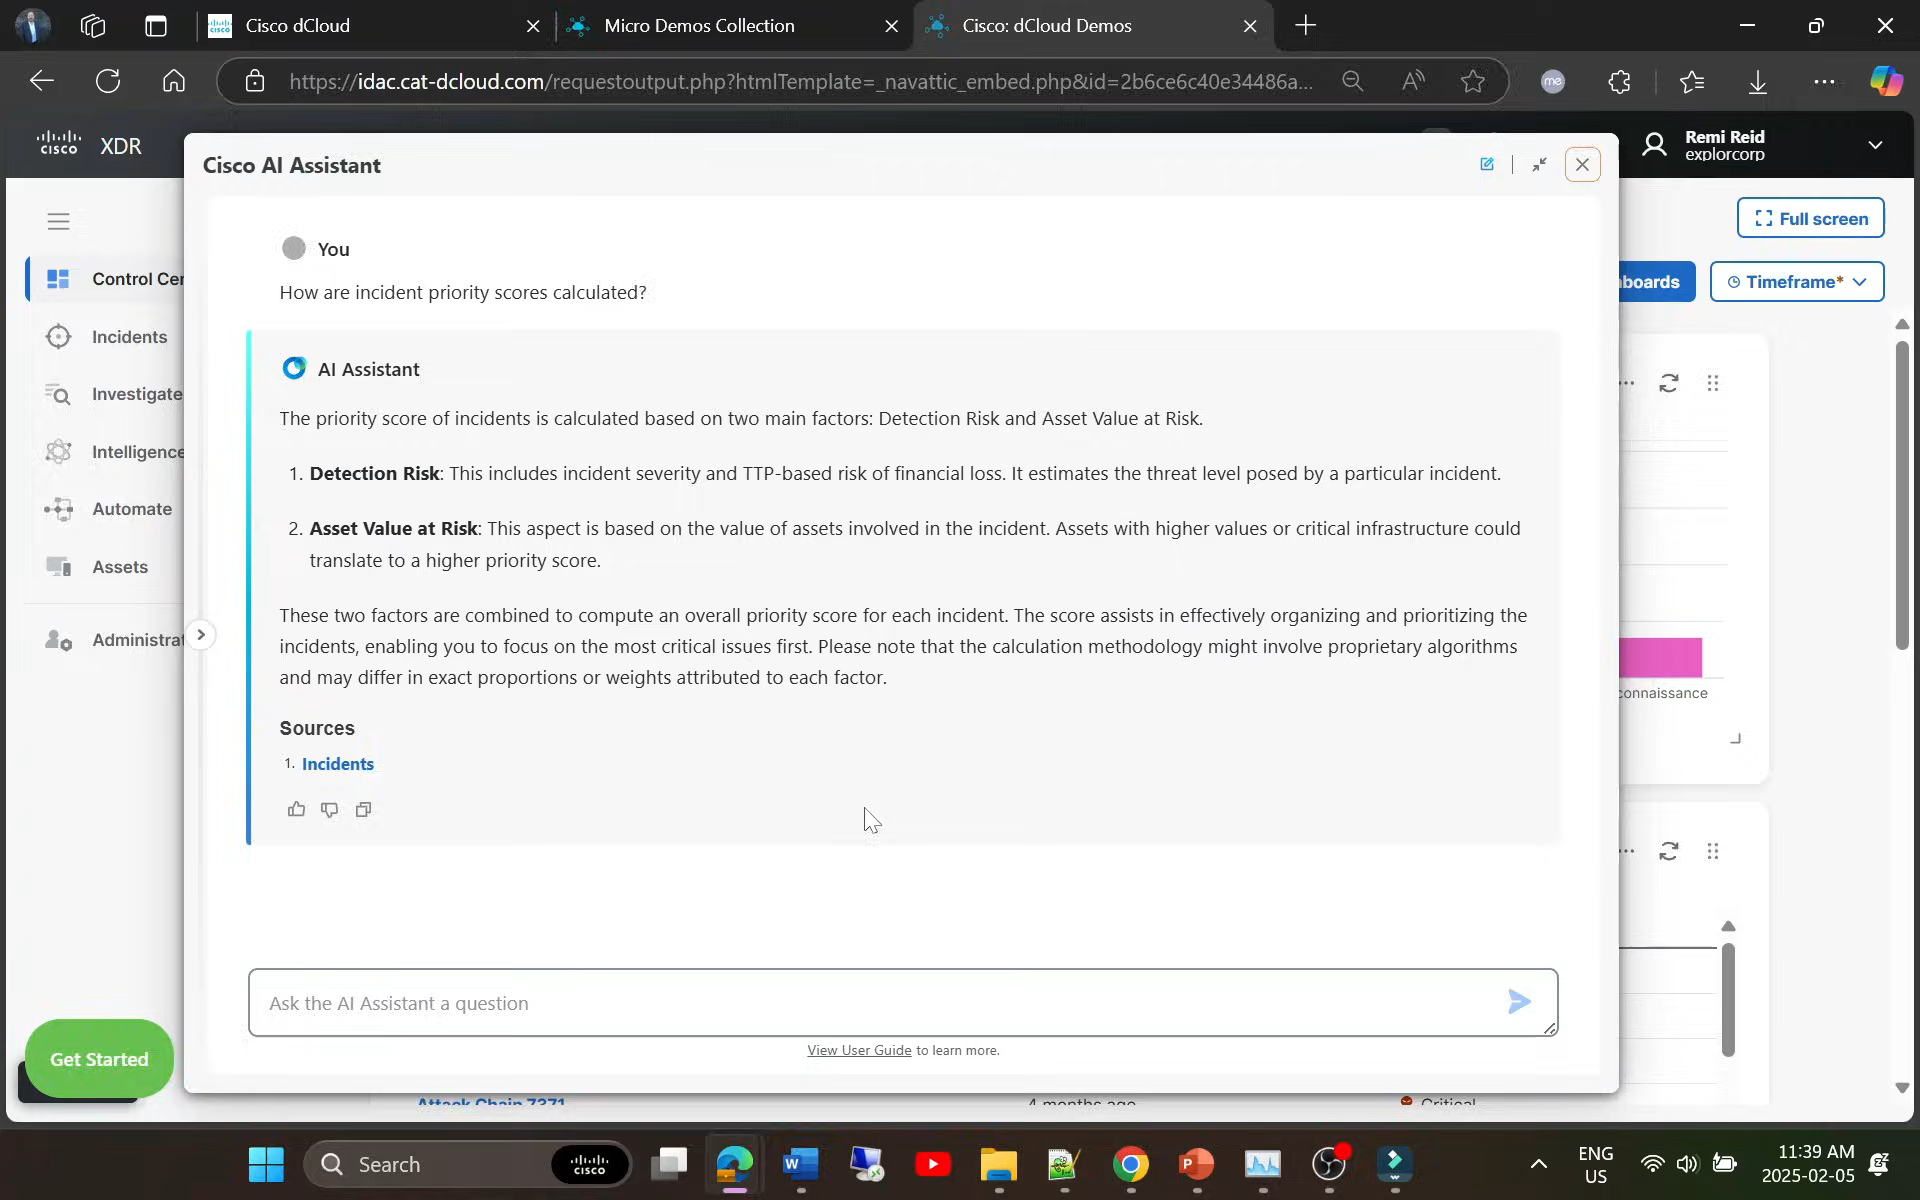 Cisco dCloud
Micro Demos Collection
Cisco: dCloud Demos
https://idac.cat-dcloud.com/requestoutput.php?htmlTemplate=_navattic_embed.php&id=2b6ce6c40e34486a...
me
CISCO XDR
Remi Reid
explorcorp
Cisco AI Assistant
Full screen
boards
Timeframe*
Control Cen
Incidents
Investigate
Intelligence
Automate
Assets
Administrat
You
How are incident priority scores calculated?
AI Assistant
The priority score of incidents is calculated based on two main factors: Detection Risk and Asset Value at Risk.
1. Detection Risk: This includes incident severity and TTP-based risk of financial loss. It estimates the threat level posed by a particular incident.
2. Asset Value at Risk: This aspect is based on the value of assets involved in the incident. Assets with higher values or critical infrastructure could
translate to a higher priority score.
These two factors are combined to compute an overall priority score for each incident. The score assists in effectively organizing and prioritizing the
incidents, enabling you to focus on the most critical issues first. Please note that the calculation methodology might involve proprietary algorithms
and may differ in exact proportions or weights attributed to each factor.
Sources
1. Incidents
connaissance
Ask the AI Assistant a question
View User Guide to learn more.
Get Started
Attack Chain 7371
4 months ago
Critical
Search
CISCO
ENG
US
11:39 AM
2025-02-05